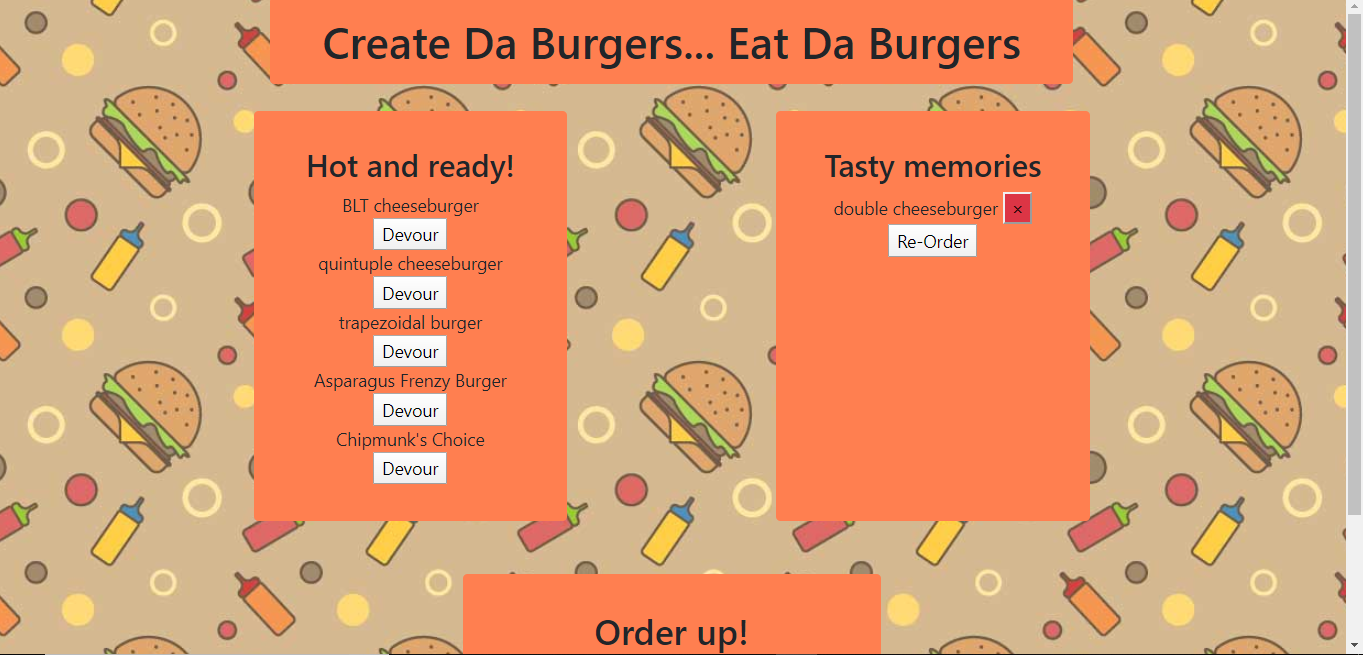 Create Da Burgers... Eat Da Burgers
Hot and ready!
BLT cheeseburger
Devour
quintuple cheeseburger
Devour
trapezoidal burger
Devour
Asparagus Frenzy Burger
Devour
Chipmunk's Choice
Devour
Tasty memories
double cheeseburger ×
Re-Order
Order up!